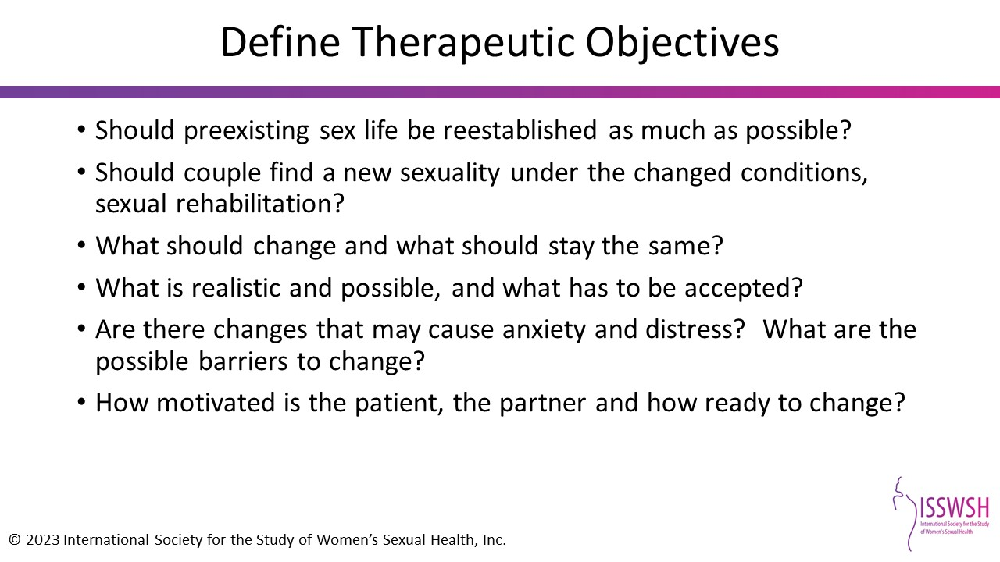 Define Therapeutic Objectives
• Should preexisting sex life be reestablished as much as possible?
• Should couple find a new sexuality under the changed conditions,
sexual rehabilitation?
• What should change and what should stay the same?
• What is realistic and possible, and what has to be accepted?
• Are there changes that may cause anxiety and distress?  What are the
possible barriers to change?
• How motivated is the patient, the partner and how ready to change?
ISSWSH
International Society for the Study
of Women's Sexual Health
© 2023 International Society for the Study of Women’s Sexual Health, Inc.